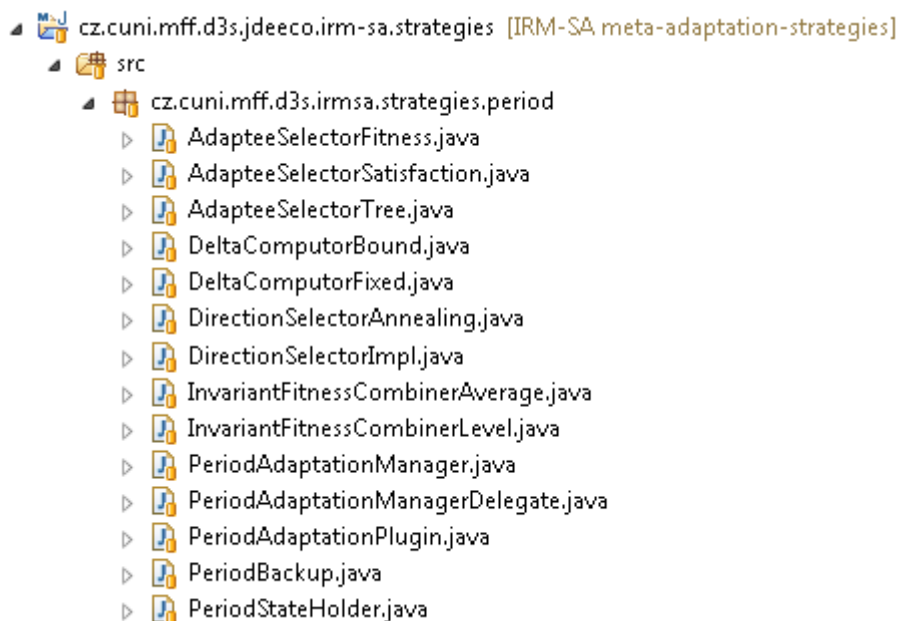 cz.cuni.mff.d3s.jdeeco.irm-sa.strategies [IRM-SA meta-adaptation-strategies]
src
cz.cuni.mff.d3s.irmsa.strategies.period
AdapteeSelectorFitness.java
AdapteeSelectorSatisfaction.java
AdapteeSelectorTree.java
DeltaComputorBound.java
DeltaComputorFixed.java
DirectionSelectorAnnealing.java
DirectionSelectorImpl.java
InvariantFitnessCombinerAverage.java
InvariantFitnessCombinerLevel.java
PeriodAdaptationManager.java
PeriodAdaptationManagerDelegate.java
PeriodAdaptationPlugin.java
PeriodBackup.java
PeriodStateHolder.java